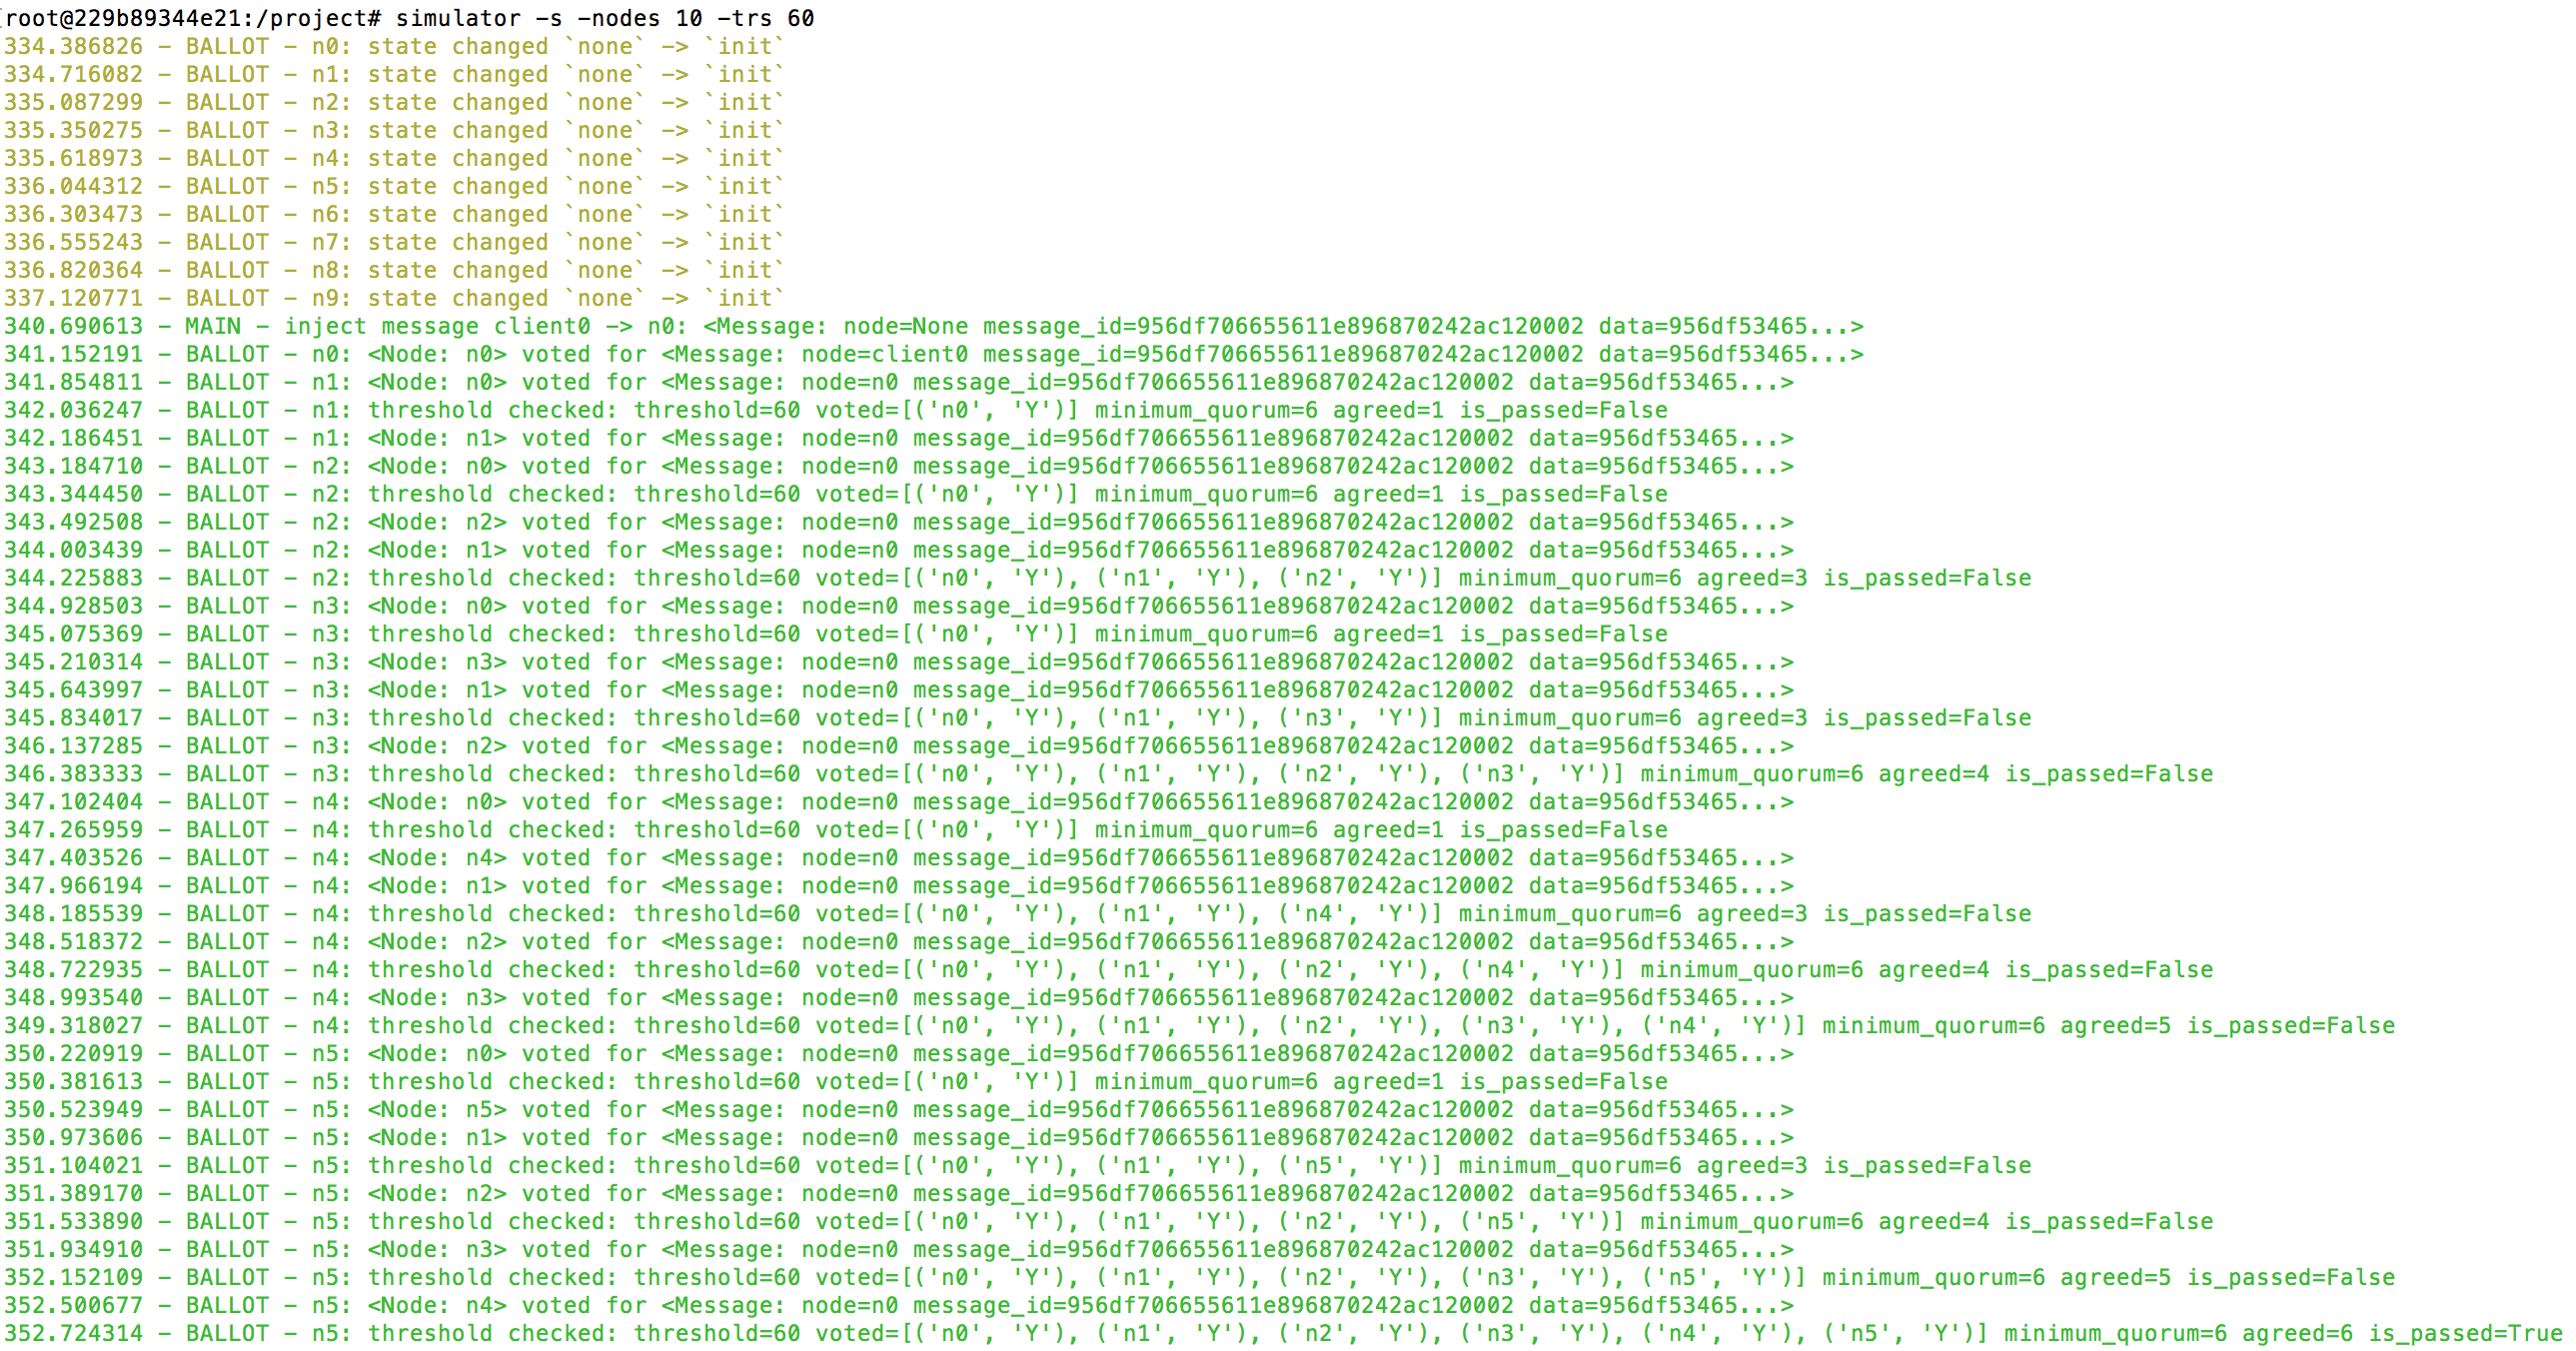 root@229b89344e21:/project# simulator -s -nodes 10 -trs 60
334.386826 - BALLOT - n0: state changed `none` -> `init`
334.716082 - BALLOT - n1: state changed `none` -> `init`
335.087299 - BALLOT - n2: state changed `none` -> `init`
335.350275 - BALLOT - n3: state changed `none` -> `init`
335.618973 - BALLOT - n4: state changed `none` -> `init`
336.044312 - BALLOT - n5: state changed `none` -> `init`
336.303473 - BALLOT - n6: state changed `none` -> `init`
336.555243 - BALLOT - n7: state changed `none` -> `init`
336.820364 - BALLOT - n8: state changed `none` -> `init`
337.120771 - BALLOT - n9: state changed `none` -> `init`
340.690613 - MAIN - inject message client0 -> n0: <Message: node=None message_id=956df706655611e896870242ac120002 data=956df53465...>
341.152191 - BALLOT - n0: <Node: n0> voted for <Message: node=client0 message_id=956df706655611e896870242ac120002 data=956df53465...>
341.854811 - BALLOT - n1: <Node: n0> voted for <Message: node=n0 message_id=956df706655611e896870242ac120002 data=956df53465...>
342.036247 - BALLOT - n1: threshold checked: threshold=60 voted=[('n0', 'Y')] minimum_quorum=6 agreed=1 is_passed=False
342.186451 - BALLOT - n1: <Node: n1> voted for <Message: node=n0 message_id=956df706655611e896870242ac120002 data=956df53465...>
343.184710 - BALLOT - n2: <Node: n0> voted for <Message: node=n0 message_id=956df706655611e896870242ac120002 data=956df53465...>
343.344450 - BALLOT - n2: threshold checked: threshold=60 voted=[('n0', 'Y')] minimum_quorum=6 agreed=1 is_passed=False
343.492508 - BALLOT - n2: <Node: n2> voted for <Message: node=n0 message_id=956df706655611e896870242ac120002 data=956df53465...>
344.003439 - BALLOT - n2: <Node: n1> voted for <Message: node=n0 message_id=956df706655611e896870242ac120002 data=956df53465...>
344.225883 - BALLOT - n2: threshold checked: threshold=60 voted=[('n0', 'Y'), ('n1', 'Y'), ('n2', 'Y')] minimum_quorum=6 agreed=3 is_passed=False
344.928503 - BALLOT - n3: <Node: n0> voted for <Message: node=n0 message_id=956df706655611e896870242ac120002 data=956df53465...>
345.075369 - BALLOT - n3: threshold checked: threshold=60 voted=[('n0', 'Y')] minimum_quorum=6 agreed=1 is_passed=False
345.210314 - BALLOT - n3: <Node: n3> voted for <Message: node=n0 message_id=956df706655611e896870242ac120002 data=956df53465...>
345.643997 - BALLOT - n3: <Node: n1> voted for <Message: node=n0 message_id=956df706655611e896870242ac120002 data=956df53465...>
345.834017 - BALLOT - n3: threshold checked: threshold=60 voted=[('n0', 'Y'), ('n1', 'Y'), ('n3', 'Y')] minimum_quorum=6 agreed=3 is_passed=False
346.137285 - BALLOT - n3: <Node: n2> voted for <Message: node=n0 message_id=956df706655611e896870242ac120002 data=956df53465...>
346.383333 - BALLOT - n3: threshold checked: threshold=60 voted=[('n0', 'Y'), ('n1', 'Y'), ('n2', 'Y'), ('n3', 'Y')] minimum_quorum=6 agreed=4 is_passed=False
347.102404 - BALLOT - n4: <Node: n0> voted for <Message: node=n0 message_id=956df706655611e896870242ac120002 data=956df53465...>
347.265959 - BALLOT - n4: threshold checked: threshold=60 voted=[('n0', 'Y')] minimum_quorum=6 agreed=1 is_passed=False
347.403526 - BALLOT - n4: <Node: n4> voted for <Message: node=n0 message_id=956df706655611e896870242ac120002 data=956df53465...>
347.966194 - BALLOT - n4: <Node: n1> voted for <Message: node=n0 message_id=956df706655611e896870242ac120002 data=956df53465...>
348.185539 - BALLOT - n4: threshold checked: threshold=60 voted=[('n0', 'Y'), ('n1', 'Y'), ('n4', 'Y')] minimum_quorum=6 agreed=3 is_passed=False
348.518372 - BALLOT - n4: <Node: n2> voted for <Message: node=n0 message_id=956df706655611e896870242ac120002 data=956df53465...>
348.722935 - BALLOT - n4: threshold checked: threshold=60 voted=[('n0', 'Y'), ('n1', 'Y'), ('n2', 'Y'), ('n4', 'Y')] minimum_quorum=6 agreed=4 is_passed=False
348.993540 - BALLOT - n4: <Node: n3> voted for <Message: node=n0 message_id=956df706655611e896870242ac120002 data=956df53465...>
349.318027 - BALLOT - n4: threshold checked: threshold=60 voted=[('n0', 'Y'), ('n1', 'Y'), ('n2', 'Y'), ('n3', 'Y'), ('n4', 'Y')] minimum_quorum=6 agreed=5 is_passed=False
350.220919 - BALLOT - n5: <Node: n0> voted for <Message: node=n0 message_id=956df706655611e896870242ac120002 data=956df53465...>
350.381613 - BALLOT - n5: threshold checked: threshold=60 voted=[('n0', 'Y')] minimum_quorum=6 agreed=1 is_passed=False
350.523949 - BALLOT - n5: <Node: n5> voted for <Message: node=n0 message_id=956df706655611e896870242ac120002 data=956df53465...>
350.973606 - BALLOT - n5: <Node: n1> voted for <Message: node=n0 message_id=956df706655611e896870242ac120002 data=956df53465...>
351.104021 - BALLOT - n5: threshold checked: threshold=60 voted=[('n0', 'Y'), ('n1', 'Y'), ('n5', 'Y')] minimum_quorum=6 agreed=3 is_passed=False
351.389170 - BALLOT - n5: <Node: n2> voted for <Message: node=n0 message_id=956df706655611e896870242ac120002 data=956df53465...>
351.533890 - BALLOT - n5: threshold checked: threshold=60 voted=[('n0', 'Y'), ('n1', 'Y'), ('n2', 'Y'), ('n5', 'Y')] minimum_quorum=6 agreed=4 is_passed=False
351.934910 - BALLOT - n5: <Node: n3> voted for <Message: node=n0 message_id=956df706655611e896870242ac120002 data=956df53465...>
352.152109 - BALLOT - n5: threshold checked: threshold=60 voted=[('n0', 'Y'), ('n1', 'Y'), ('n2', 'Y'), ('n3', 'Y'), ('n5', 'Y')] minimum_quorum=6 agreed=5 is_passed=False
352.500677 - BALLOT - n5: <Node: n4> voted for <Message: node=n0 message_id=956df706655611e896870242ac120002 data=956df53465...>
352.724314 - BALLOT - n5: threshold checked: threshold=60 voted=[('n0', 'Y'), ('n1', 'Y'), ('n2', 'Y'), ('n3', 'Y'), ('n4', 'Y'), ('n5', 'Y')] minimum_quorum=6 agreed=6 is_passed=True